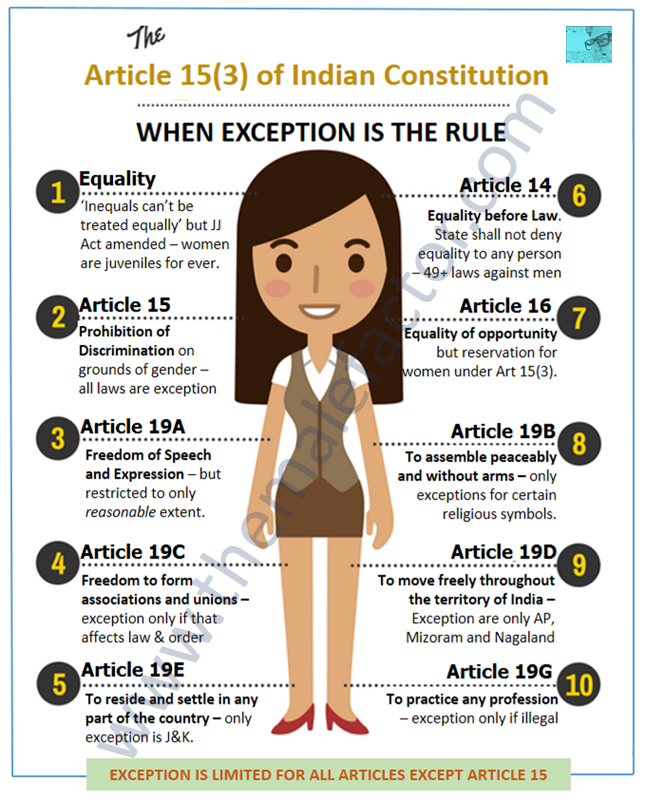 The
Article 15(3) of Indian Constitution
WHEN EXCEPTION IS THE RULE
1
Equality
‘Inequals can’t be
treated equally’ but JJ
Act amended – women
are juveniles for ever.
2
Article 15
Prohibition of
Discrimination on
grounds of gender –
all laws are exception
3
Article 19A
Freedom of Speech
and Expression – but
restricted to only
reasonable extent.
4
Article 19C
Freedom to form
associations and unions –
exception only if that
affects law & order
5
Article 19E
To reside and settle in any
part of the country – only
exception is J&K.
6
Article 14
Equality before Law.
State shall not deny
equality to any person
– 49+ laws against men
7
Article 16
Equality of opportunity
but reservation for
women under Art 15(3).
8
Article 19B
To assemble peaceably
and without arms – only
exceptions for certain
religious symbols.
9
Article 19D
To move freely throughout
the territory of India –
Exception are only AP,
Mizoram and Nagaland
10
Article 19G
To practice any profession
– exception only if illegal
EXCEPTION IS LIMITED FOR ALL ARTICLES EXCEPT ARTICLE 15
www.themalefactor.com